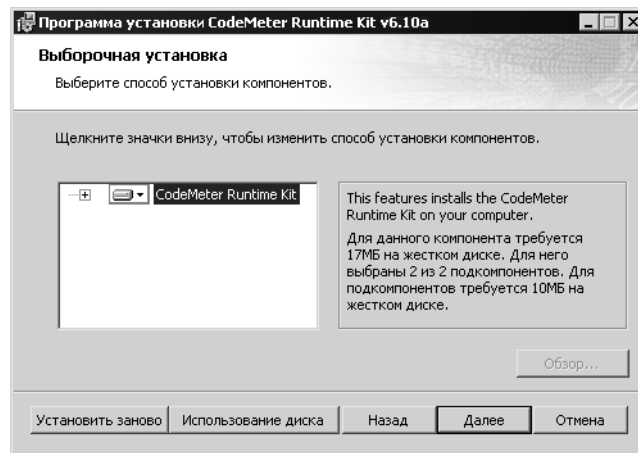 Программа установки CodeMeter Runtime Kit v6.10a
Выборочная установка
Выберите способ установки компонентов.
Щелкните значки внизу, чтобы изменить способ установки компонентов.
CodeMeter Runtime Kit
This features installs the CodeMeter
Runtime Kit on your computer.
Для данного компонента требуется
17МБ на жестком диске. Для него
выбраны 2 из 2 подкомпонентов. Для
подкомпонентов требуется 10МБ на
жестком диске.
Обзор...
Установить заново Использование диска Назад Далее Отмена